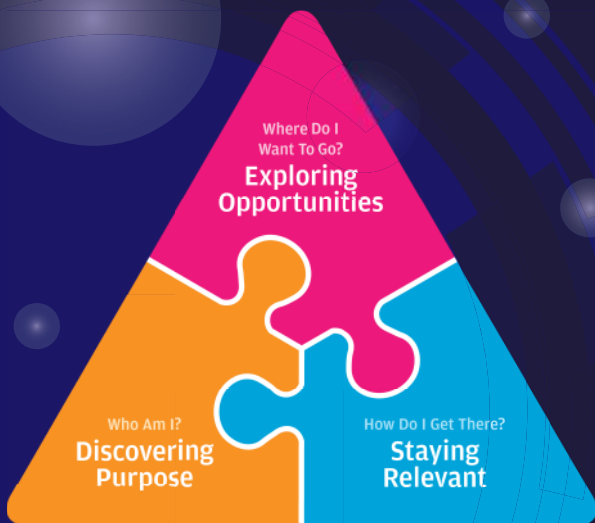 Where Do I
Want To Go?
Exploring
Opportunities
Who Am I?
Discovering
Purpose
How Do I Get There?
Staying
Relevant